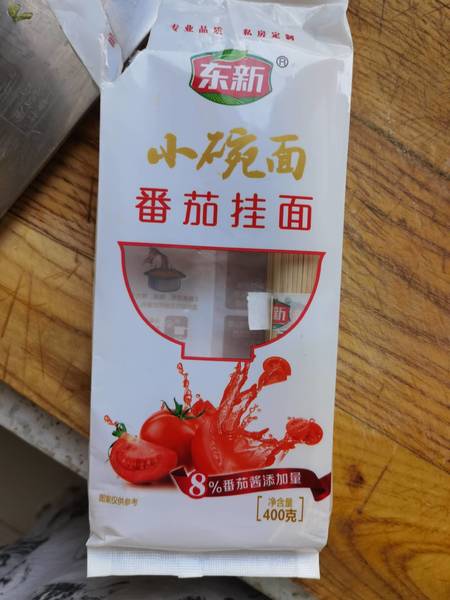 专业品质 私房定制
东新®
小碗面
番茄挂面
新
8%番茄酱添加量
图案仅供参考
净含量
400克